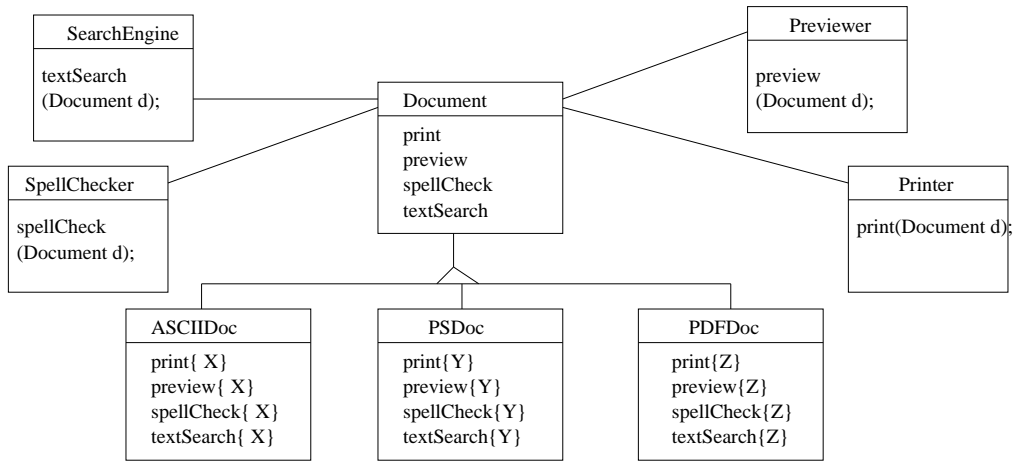 SearchEngine
textSearch
(Document d);
Previewer
preview
(Document d);
Document
print
preview
spellCheck
textSearch
SpellChecker
spellCheck
(Document d);
Printer
print(Document d);
ASCIIDoc
print{ X}
preview{ X}
spellCheck{ X}
textSearch{ X}
PSDoc
print{Y}
preview{Y}
spellCheck{Y}
textSearch{Y}
PDFDoc
print{Z}
preview{Z}
spellCheck{Z}
textSearch{Z}